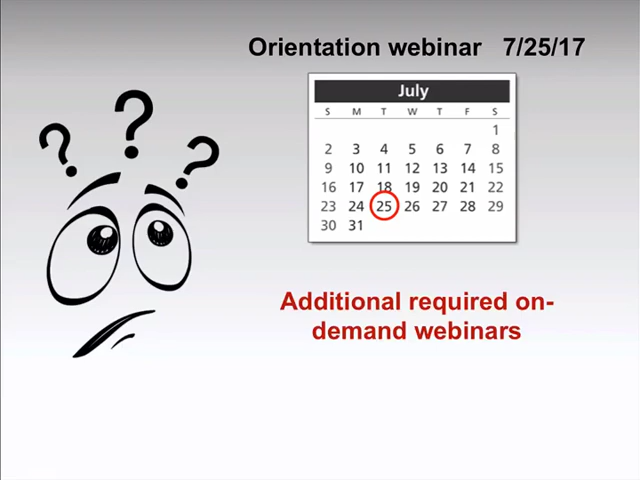 Orientation webinar 7/25/17
July
S M T W T F S
1
2 3 4 5 6 7 8
9 10 11 12 13 14 15
16 17 18 19 20 21 22
23 24 25 26 27 28 29
30 31
? ? ?
Additional required on-
demand webinars